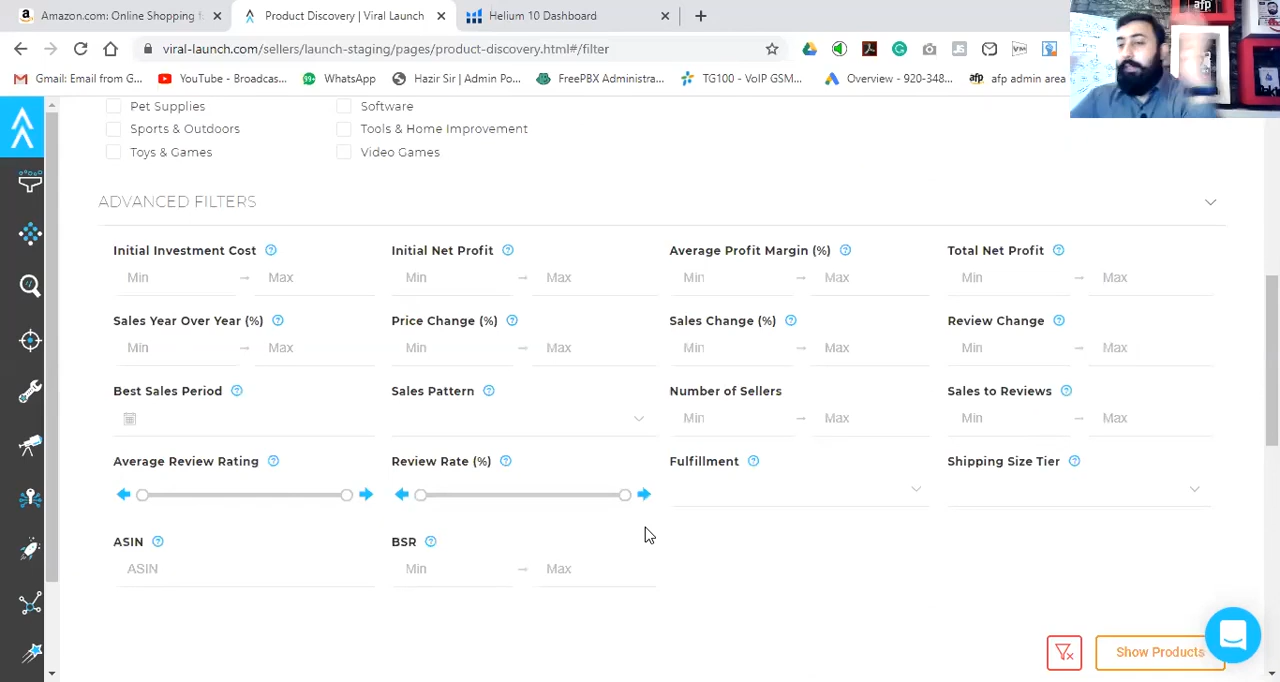 Amazon.com: Online Shopping f
Product Discovery | Viral Launch
Helium 10 Dashboard
viral-launch.com/sellers/launch-staging/pages/product-discovery.html#/filter
Gmail: Email from G...
YouTube - Broadcas...
WhatsApp
Hazir Sir | Admin P...
FreePBX Administra...
TG100 - VoIP GSM...
Overview - 920-348...
afp admin area
afp
Pet Supplies
Software
Sports & Outdoors
Tools & Home Improvement
Toys & Games
Video Games
ADVANCED FILTERS
Initial Investment Cost
Initial Net Profit
Average Profit Margin (%)
Total Net Profit
Min → Max
Min → Max
Min → Max
Min → Max
Sales Year Over Year (%)
Price Change (%)
Sales Change (%)
Review Change
Min → Max
Min → Max
Min → Max
Min → Max
Best Sales Period
Sales Pattern
Number of Sellers
Sales to Reviews
Min → Max
Min → Max
Average Review Rating
Review Rate (%)
Fulfillment
Shipping Size Tier
ASIN
BSR
ASIN
Min → Max
Show Products